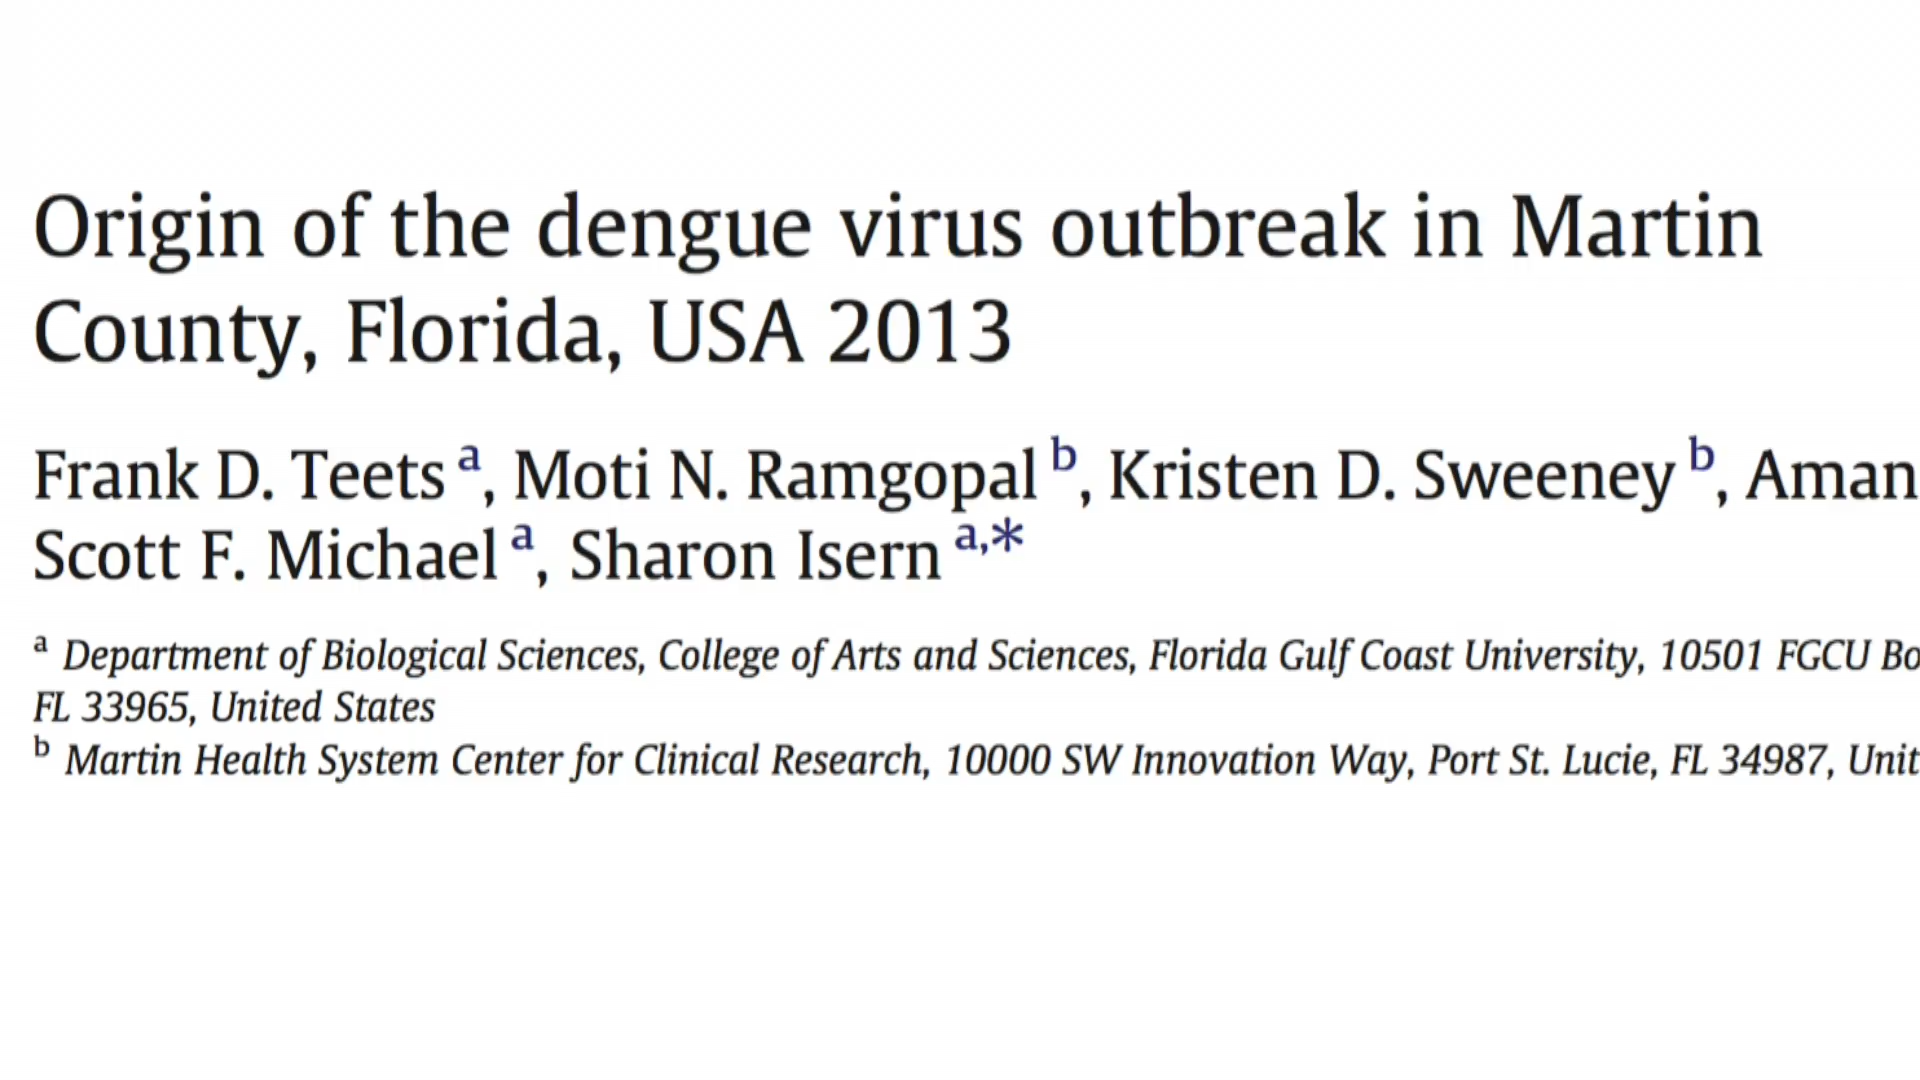 Origin of the dengue virus outbreak in Martin
County, Florida, USA 2013
Frank D. Teets a, Moti N. Ramgopal b, Kristen D. Sweeney b, Aman
Scott F. Michael a, Sharon Isern a,*
a Department of Biological Sciences, College of Arts and Sciences, Florida Gulf Coast University, 10501 FGCU Bo
FL 33965, United States
b Martin Health System Center for Clinical Research, 10000 SW Innovation Way, Port St. Lucie, FL 34987, Unit